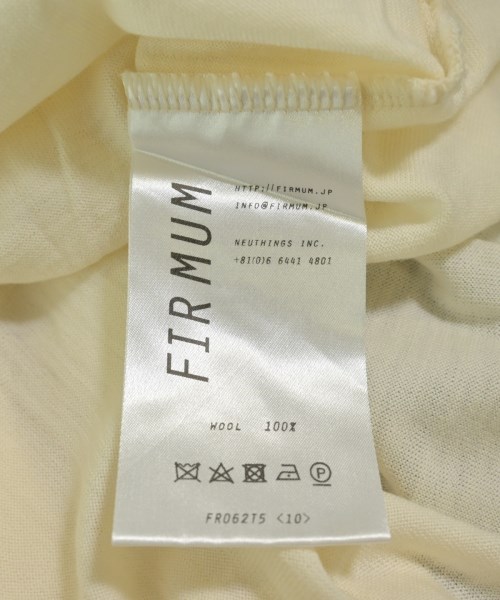 FIRMUM
HTTP://FIRMUM.JP
INFO@FIRMUM.JP
NEUTHINGS INC.
+81(0)6 6441 4801
WOOL 100%
P
FR062T5 <10>